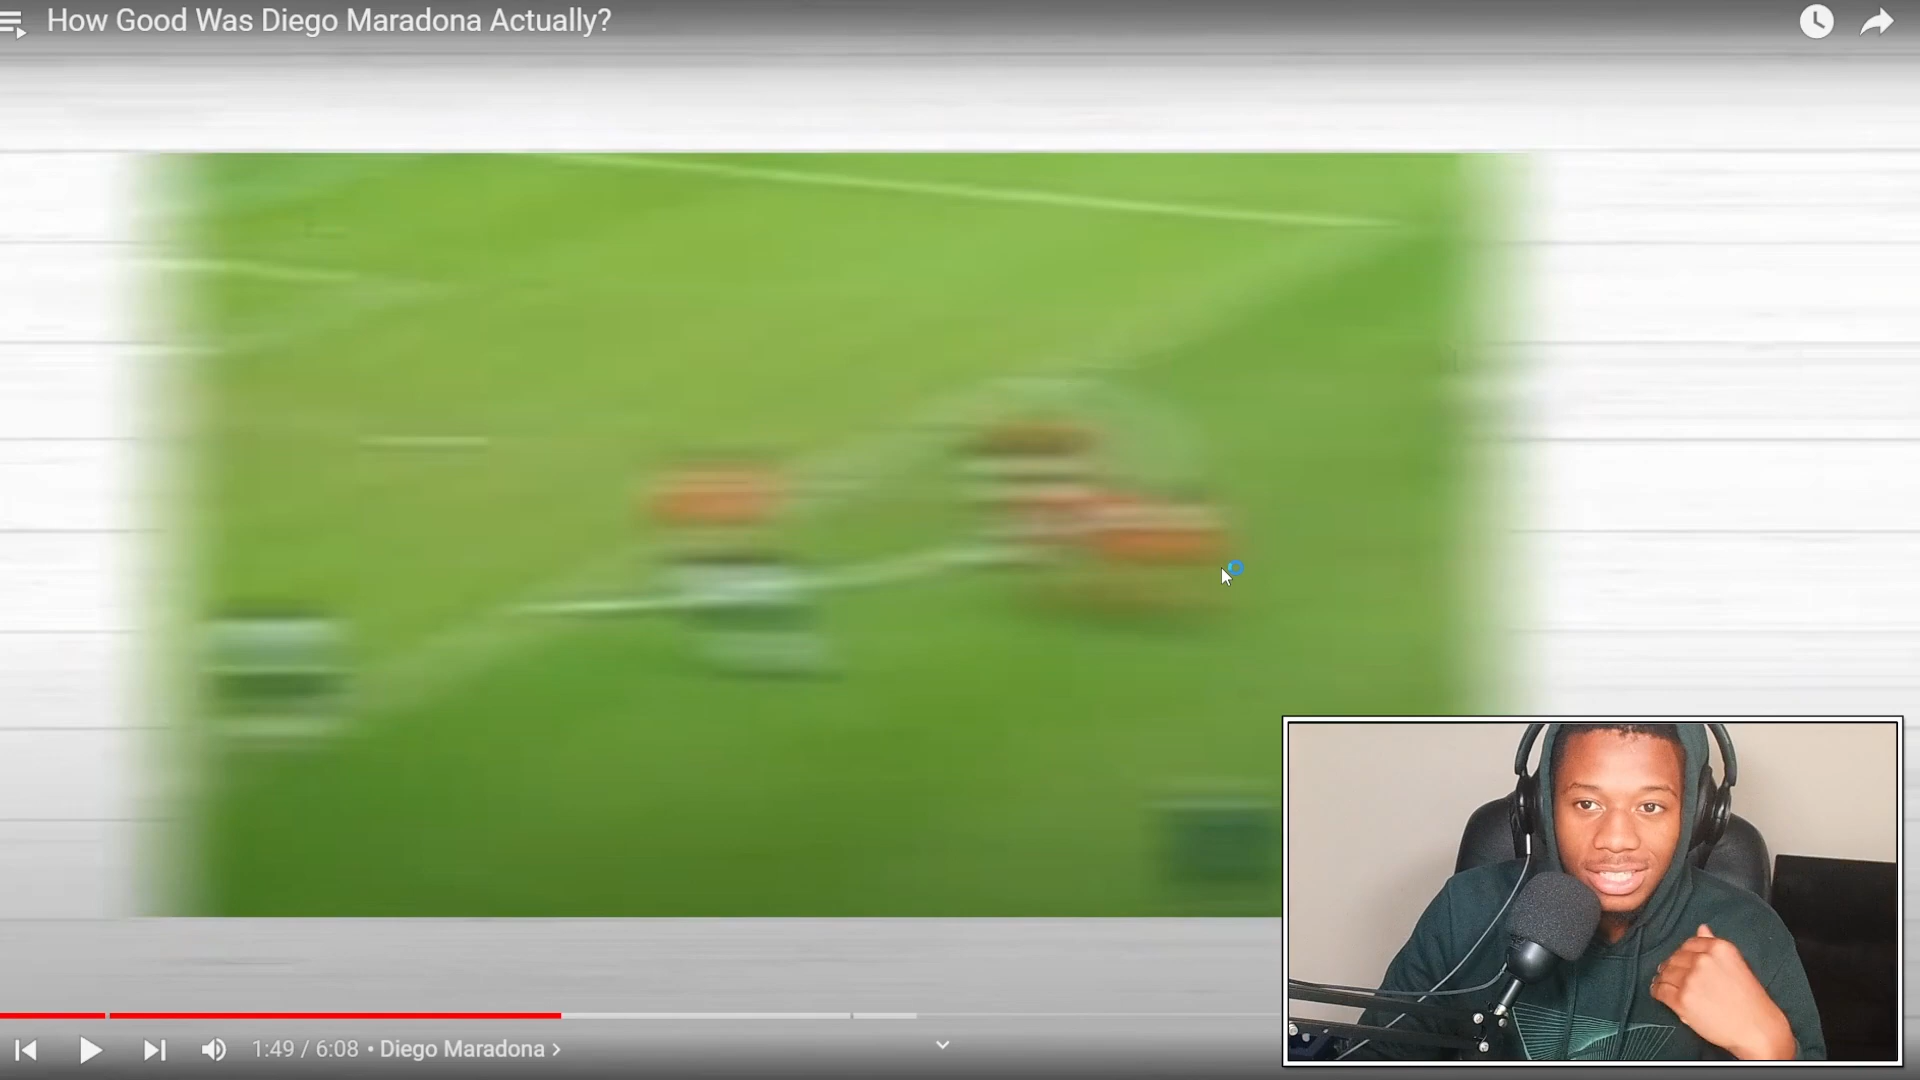 How Good Was Diego Maradona Actually?
1:49 / 6:08 • Diego Maradona >